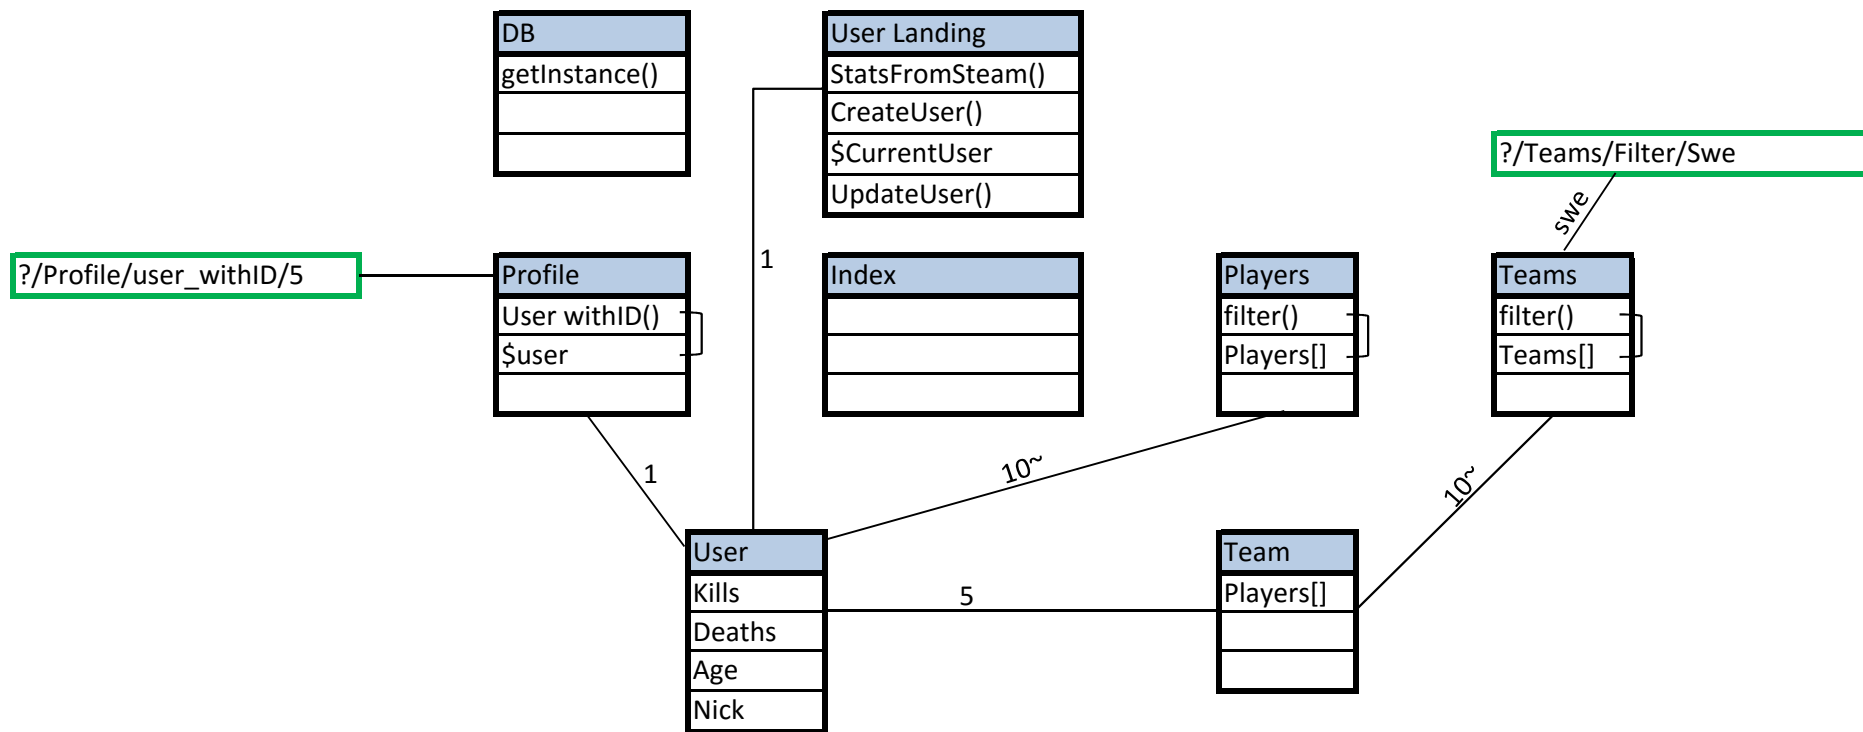 DB
getInstance()
User Landing
StatsFromSteam()
CreateUser()
$CurrentUser
UpdateUser()
?/Teams/Filter/Swe
swe
1
?/Profile/user_withID/5
Profile
User withID()
$user
Index
Players
filter()
Players[]
Teams
filter()
Teams[]
1
10~
10~
User
Kills
Deaths
Age
Nick
5
Team
Players[]